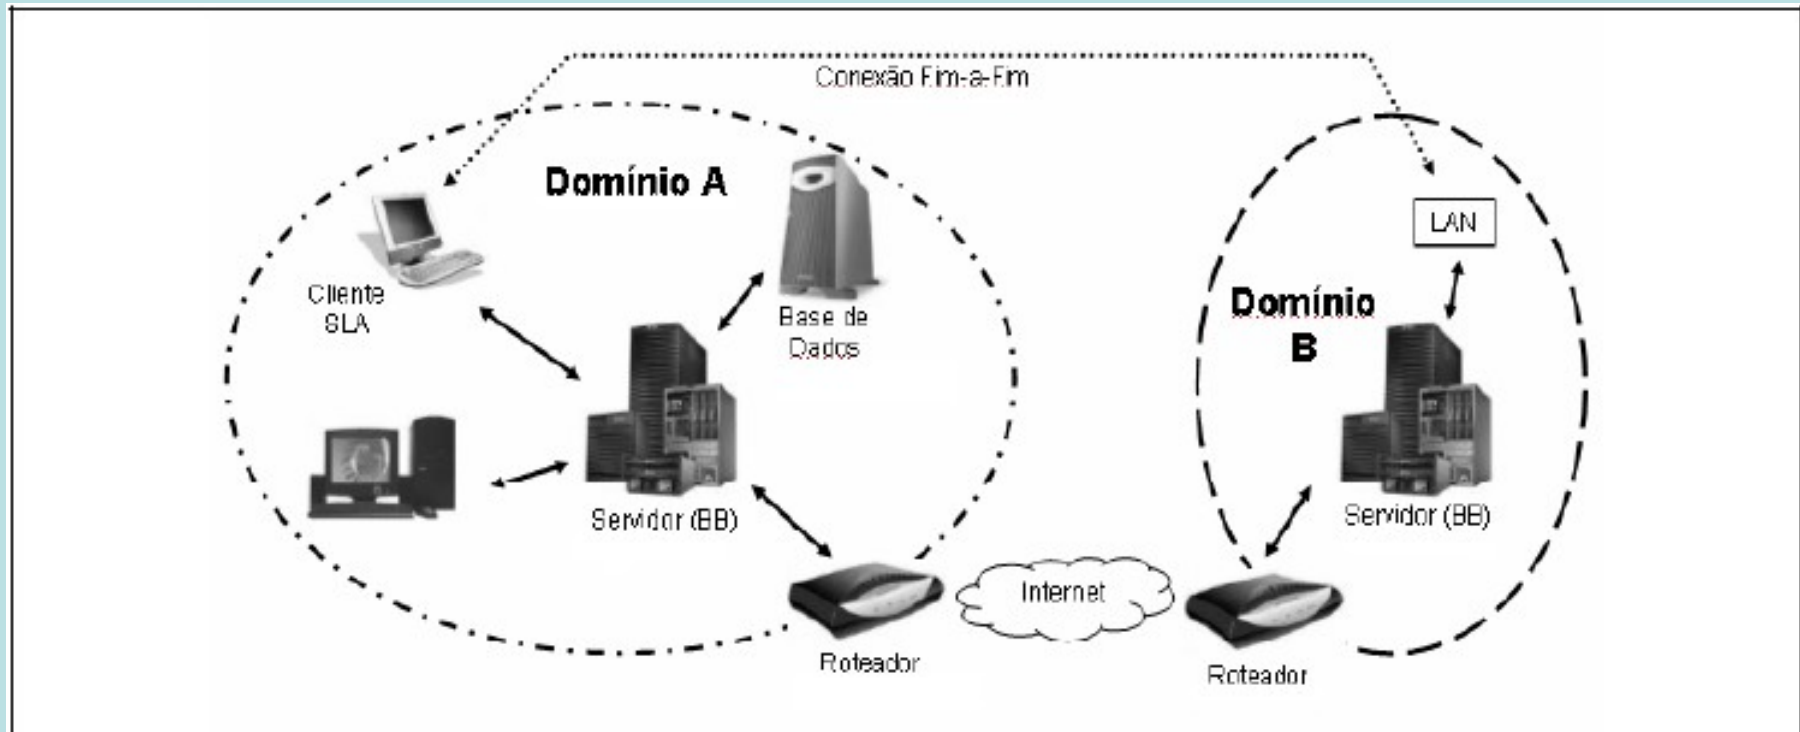 Conexão Fim-a-Fim
Domínio A
Cliente
SLA
Base de
Dados
Servidor (BB)
Roteador
Internet
LAN
Domínio
B
Servidor (BB)
Roteador